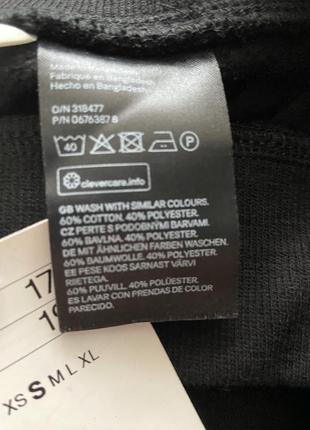 Made in Bangladesh
Fabriqué en Bangladesh
Hecho en Bangladesh
O/N 318477
P/N 0676387 8
40
P
clevercare.info
GB WASH WITH SIMILAR COLOURS.
60% COTTON. 40% POLYESTER.
CZ PERTE S PODOBNÝMI BARVAMI.
60% BAVLNA. 40% POLYESTER.
DE MIT ÄHNLICHEN FARBEN WASCHEN.
60% BAUMWOLLE. 40% POLYESTER.
EE PESE KOOS SARNAST VÄRVI
RIIETEGA.
60% PUUVILL. 40% POLÜESTER.
ES LAVAR CON PRENDAS DE COLOR
PARECIDO.
XS S M L XL